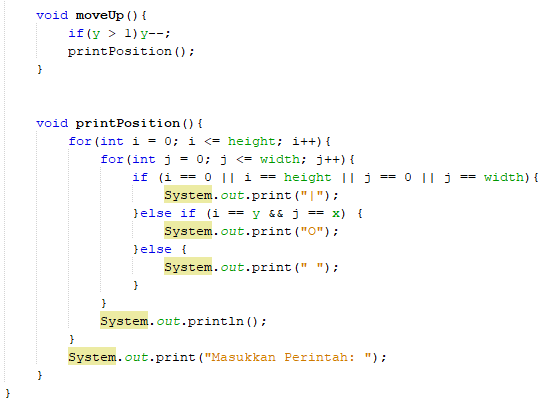 void moveUp(){
if(y > 1)y--;
printPosition();
}
void printPosition(){
for(int i = 0; i <= height; i++){
for(int j = 0; j <= width; j++){
if (i == 0 || i == height || j == 0 || j == width){
System.out.print("|");
}else if (i == y && j == x) {
System.out.print("O");
}else {
System.out.print(" ");
}
}
System.out.println();
}
System.out.print("Masukkan Perintah: ");
}
}